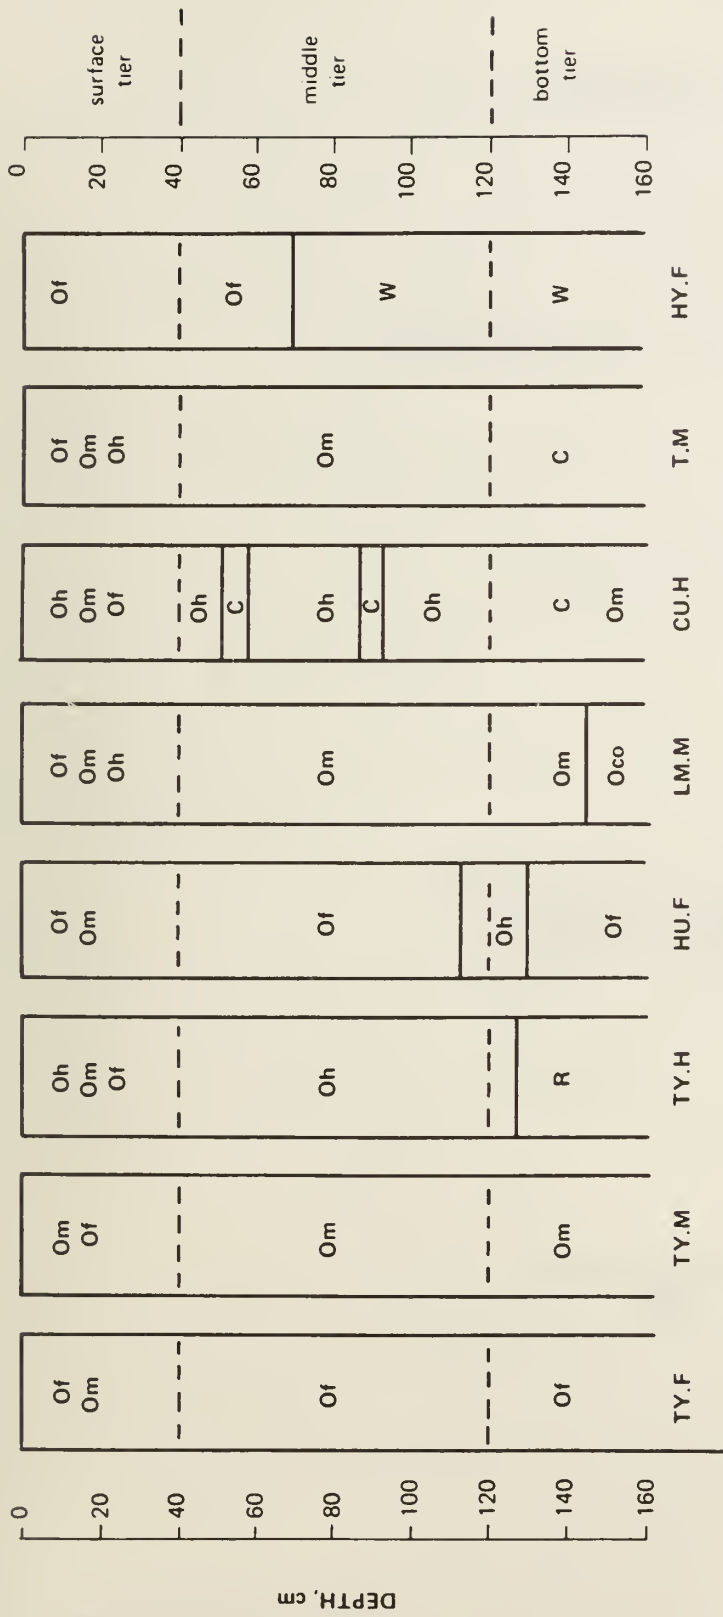 DEPTH, cm
0
20
40
60
80
100
120
140
160
Of
Om
Of
Of
TY.F
Om
Of
Om
Om
TY.M
Oh
Om
Of
Oh
R
TY.H
Of
Om
Of
Oh
Of
HU.F
Of
Om
Oh
Om
Om
Oco
LM.M
Oh
Om
Of
Oh
C
Oh
C
Oh
C
Om
CU.H
Of
Om
Oh
Om
C
T.M
Of
Of
W
W
HY.F
0
20
40
60
80
100
120
140
160
surface
tier
middle
tier
bottom
tier